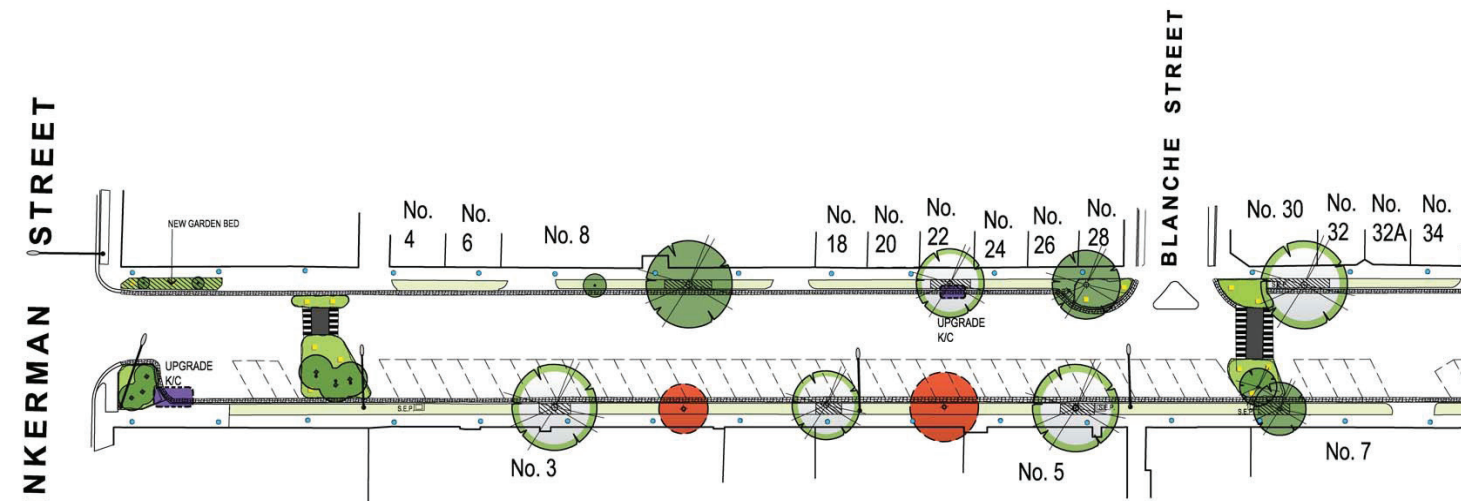 NKERMAN STREET
BLANCHE STREET
NEW GARDEN BED
No.
4
No.
6
No. 8
No.
18
No.
20
No.
22
No.
24
No.
26
No.
28
No. 30
No.
32
No.
32A
No.
34
UPGRADE
K/C
UPGRADE
K/C
S.E.P
S.E.P
S.E.P
No. 3
No. 5
No. 7